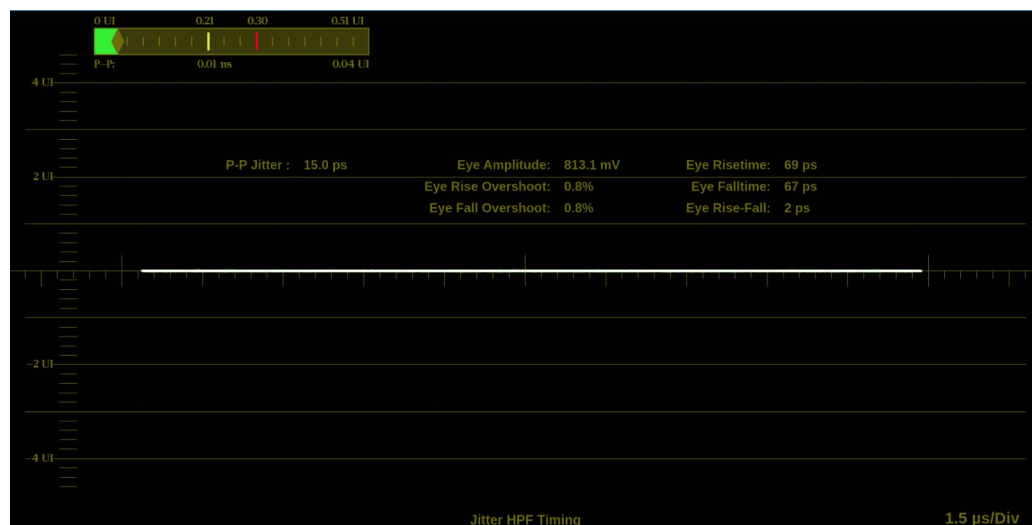 0 UI 0.21 0.30 0.51 UI
P-P: 0.01 ns 0.04 UI
4 UI
P-P Jitter : 15.0 ps Eye Amplitude: 813.1 mV Eye Risetime: 69 ps
2 UI
Eye Rise Overshoot: 0.8% Eye Falltime: 67 ps
Eye Fall Overshoot: 0.8% Eye Rise-Fall: 2 ps
-2 UI
-4 UI
Jitter HPF Timing 1.5 µs/Div